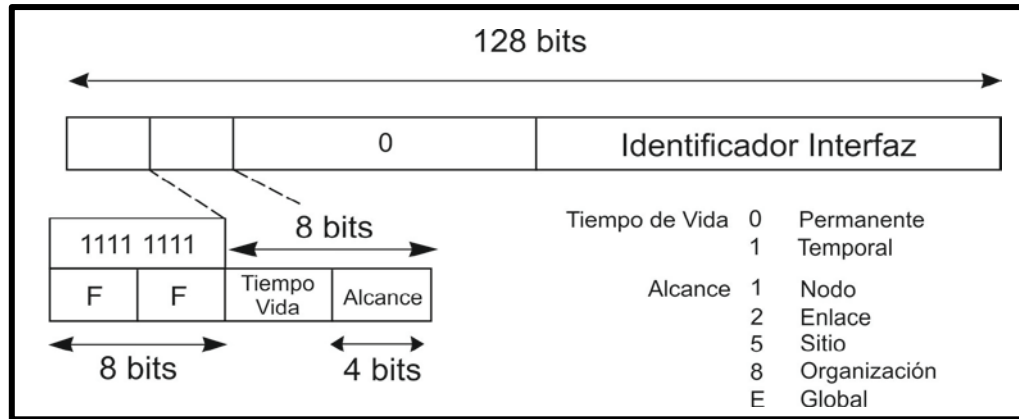 128 bits
0 Identificador Interfaz
8 bits
1111 1111
F F Tiempo Vida Alcance
8 bits 4 bits
Tiempo de Vida 0 Permanente
1 Temporal
Alcance 1 Nodo
2 Enlace
5 Sitio
8 Organización
E Global